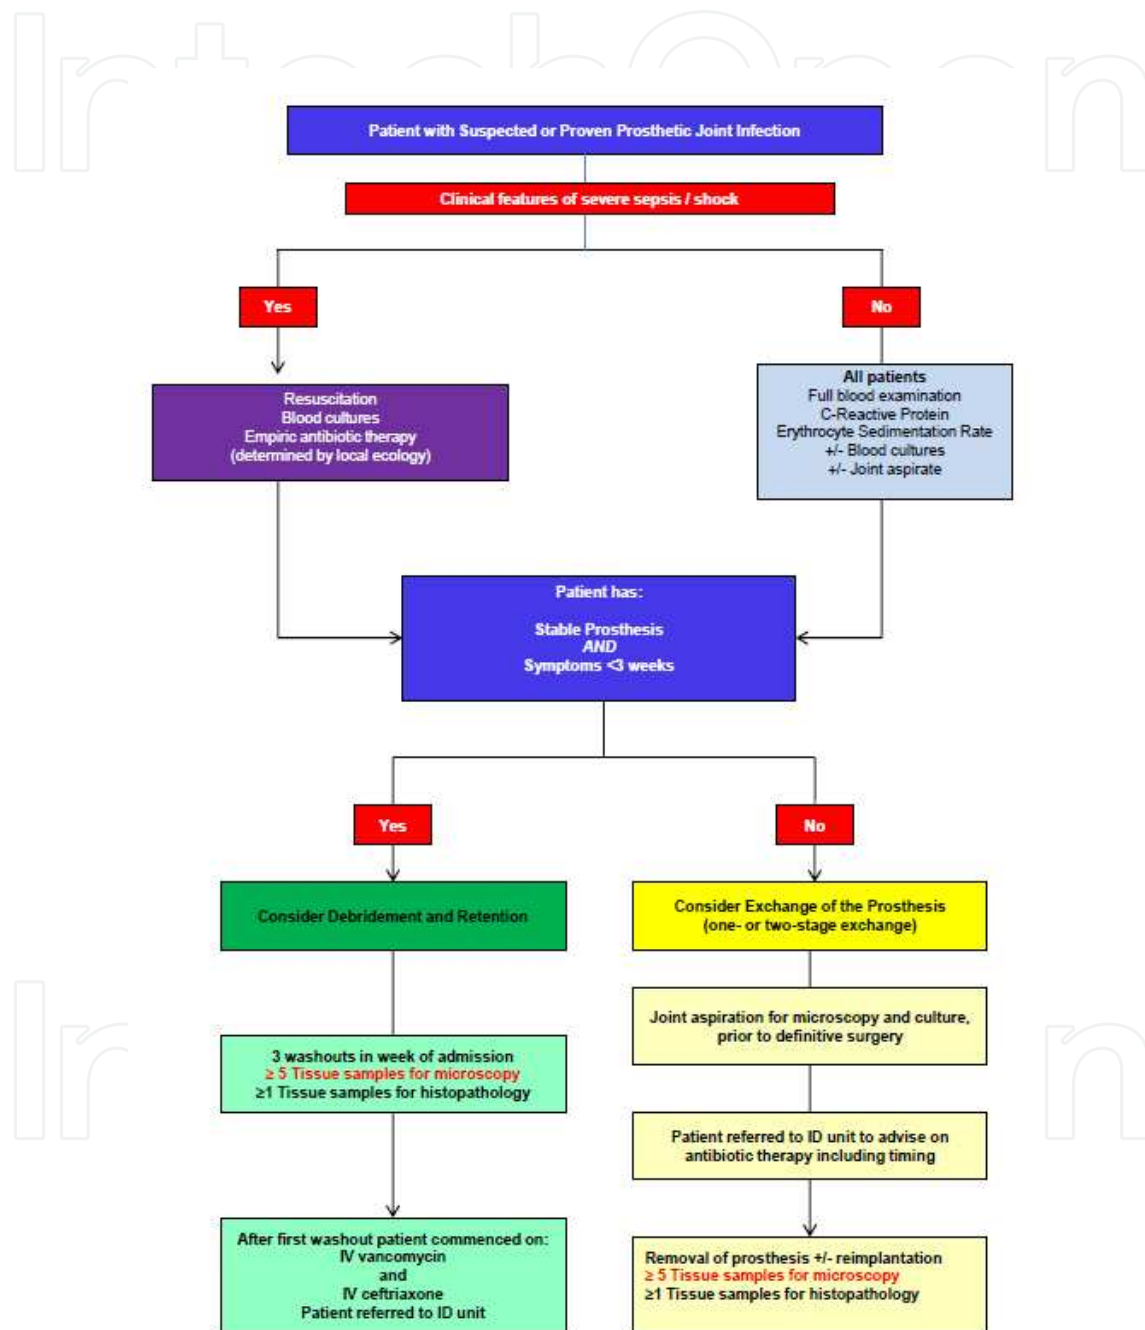 IntechOpen
Patient with Suspected or Proven Prosthetic Joint Infection
Clinical features of severe sepsis / shock
Yes
No
Resuscitation
Blood cultures
Empiric antibiotic therapy
(determined by local ecology)
All patients
Full blood examination
C-Reactive Protein
Erythrocyte Sedimentation Rate
+/- Blood cultures
+/- Joint aspirate
Patient has:
Stable Prosthesis
AND
Symptoms <3 weeks
Yes
No
Consider Debridement and Retention
Consider Exchange of the Prosthesis
(one- or two-stage exchange)
Joint aspiration for microscopy and culture,
prior to definitive surgery
3 washouts in week of admission
≥ 5 Tissue samples for microscopy
≥1 Tissue samples for histopathology
Patient referred to ID unit to advise on
antibiotic therapy including timing
After first washout patient commenced on:
IV vancomycin
and
IV ceftriaxone
Patient referred to ID unit
Removal of prosthesis +/- reimplantation
≥ 5 Tissue samples for microscopy
≥1 Tissue samples for histopathology